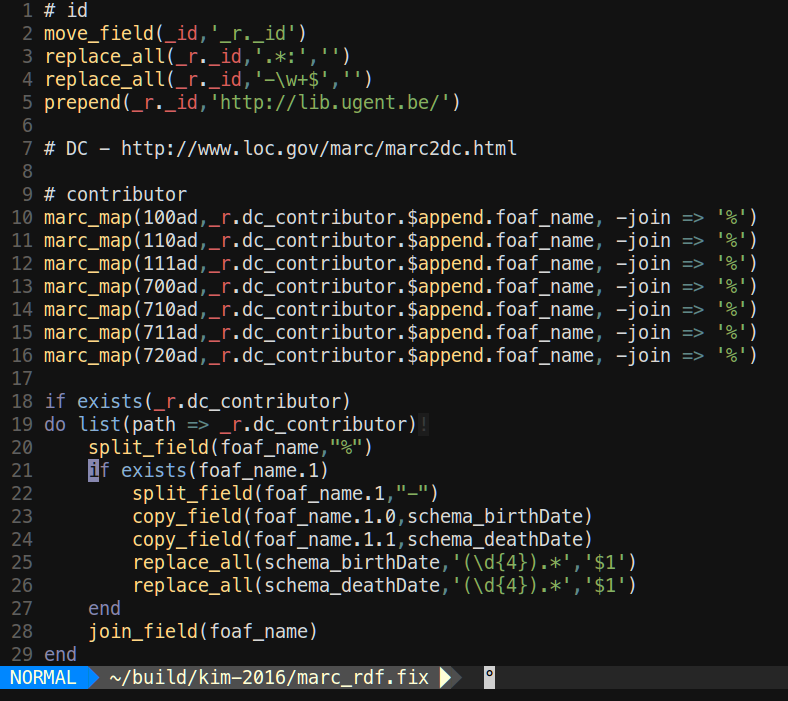 1 # id
2 move_field(_id,'_r._id')
3 replace_all(_r._id,'.*:','')
4 replace_all(_r._id,'-\w+$','')
5 prepend(_r._id,'http://lib.ugent.be/')
6
7 # DC - http://www.loc.gov/marc/marc2dc.html
8
9 # contributor
10 marc_map(100ad,_r.dc_contributor.$append.foaf_name, -join => '%')
11 marc_map(110ad,_r.dc_contributor.$append.foaf_name, -join => '%')
12 marc_map(111ad,_r.dc_contributor.$append.foaf_name, -join => '%')
13 marc_map(700ad,_r.dc_contributor.$append.foaf_name, -join => '%')
14 marc_map(710ad,_r.dc_contributor.$append.foaf_name, -join => '%')
15 marc_map(711ad,_r.dc_contributor.$append.foaf_name, -join => '%')
16 marc_map(720ad,_r.dc_contributor.$append.foaf_name, -join => '%')
17
18 if exists(_r.dc_contributor)
19 do list(path => _r.dc_contributor)!
20     split_field(foaf_name,"%")
21     if exists(foaf_name.1)
22         split_field(foaf_name.1,"-")
23         copy_field(foaf_name.1.0,schema_birthDate)
24         copy_field(foaf_name.1.1,schema_deathDate)
25         replace_all(schema_birthDate,'(\d{4}).*','$1')
26         replace_all(schema_deathDate,'(\d{4}).*','$1')
27     end
28     join_field(foaf_name)
29 end
NORMAL ~/build/kim-2016/marc_rdf.fix °